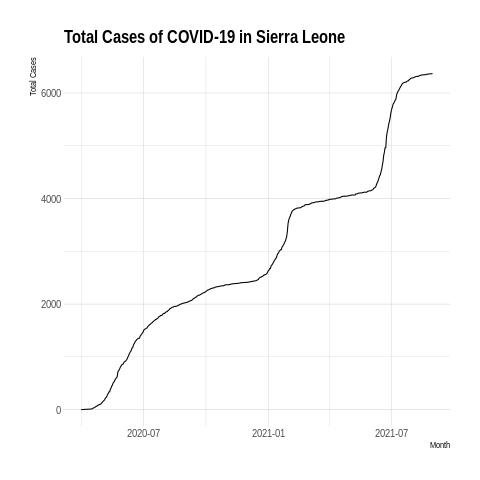 Total Cases of COVID-19 in Sierra Leone
Total Cases
6000
4000
2000
0
2020-07 2021-01 2021-07
Month